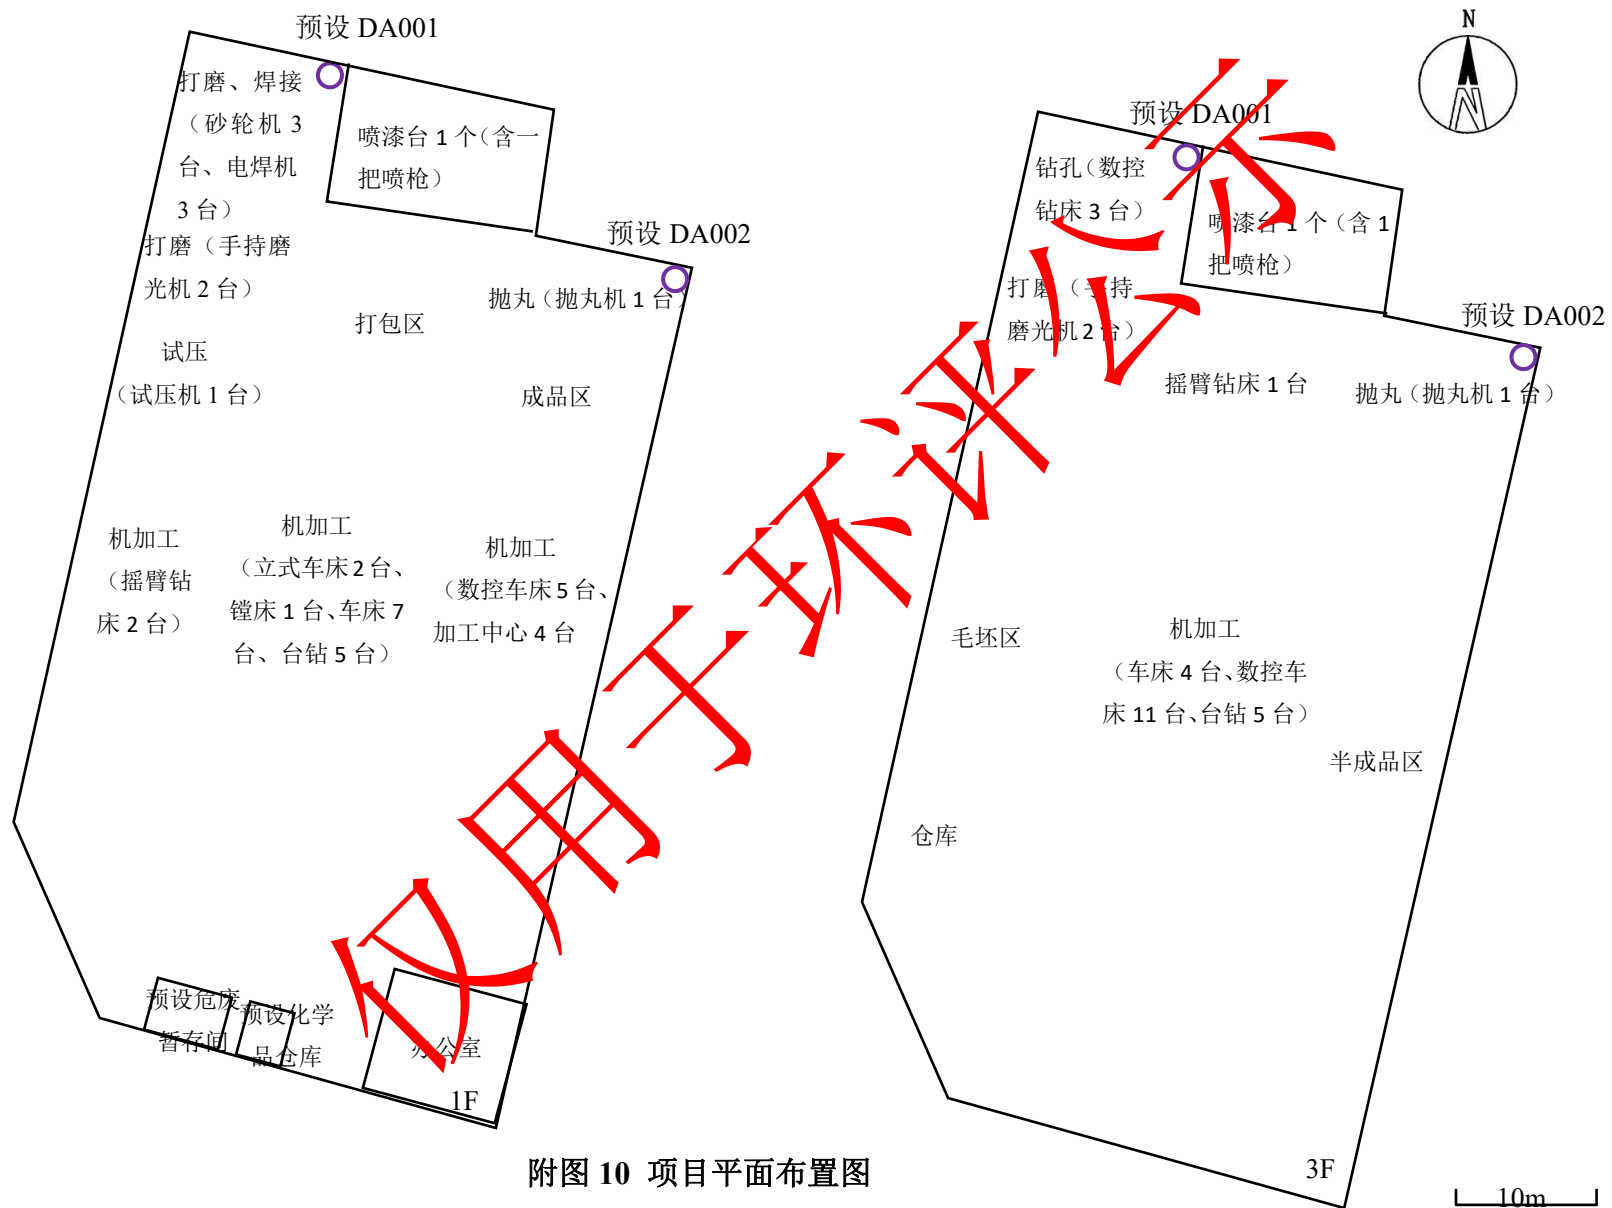 预设 DA001
打磨、焊接
（砂轮机 3
台、电焊机
3 台）
喷漆台 1 个（含一
把喷枪）
打磨（手持磨
光机 2 台）
预设 DA002
抛丸（抛丸机 1 台）
打包区
试压
（试压机 1 台）
成品区
机加工
（摇臂钻
床 2 台）
机加工
（立式车床 2 台、
镗床 1 台、车床 7
台、台钻 5 台）
机加工
（数控车床 5 台、
加工中心 4 台
预设危废
暂存间
预设化学
品仓库
办公室
1F
N
预设 DA001
钻孔（数控
钻床 3 台）
喷漆台 1 个（含 1
把喷枪）
打磨（手持
磨光机 2 台）
预设 DA002
摇臂钻床 1 台
抛丸（抛丸机 1 台）
毛坯区
机加工
（车床 4 台、数控车
床 11 台、台钻 5 台）
半成品区
仓库
3F
10m
仅用于环评公示
附图 10 项目平面布置图